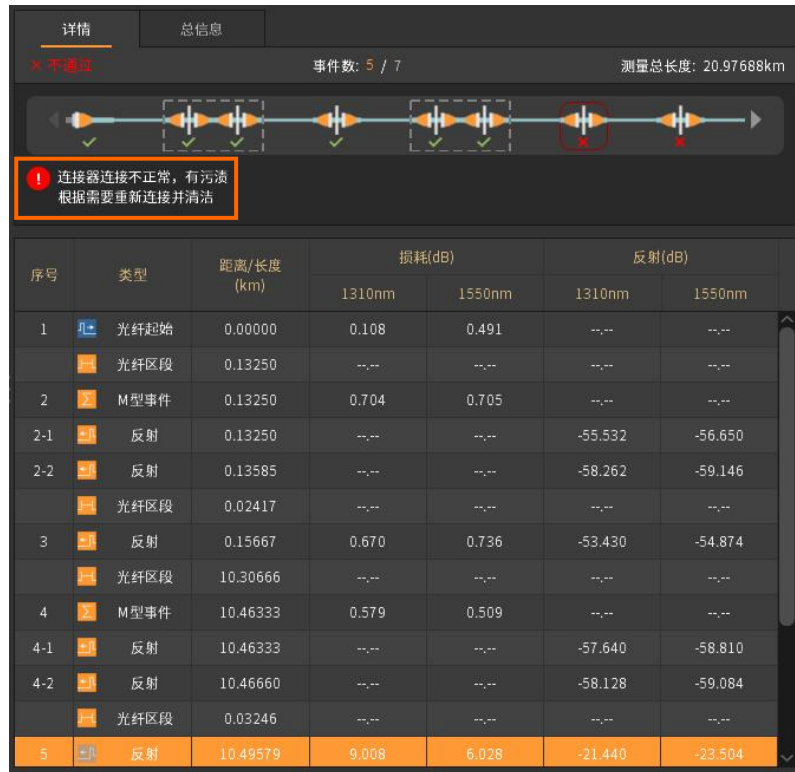 详情 总信息
× 不通过 事件数: 5 / 7 测量总长度: 20.97688km
连接器连接不正常，有污渍
根据需要重新连接并清洁
序号 类型 距离/长度(km) 损耗(dB) 反射(dB)
1310nm 1550nm 1310nm 1550nm
1 光纤起始 0.00000 0.108 0.491 --.-- --.--
光纤区段 0.13250 --.-- --.-- --.-- --.--
2 M型事件 0.13250 0.704 0.705 --.-- --.--
2-1 反射 0.13250 --.-- --.-- -55.532 -56.650
2-2 反射 0.13585 --.-- --.-- -58.262 -59.146
光纤区段 0.02417 --.-- --.-- --.-- --.--
3 反射 0.15667 0.670 0.736 -53.430 -54.874
光纤区段 10.30666 --.-- --.-- --.-- --.--
4 M型事件 10.46333 0.579 0.509 --.-- --.--
4-1 反射 10.46333 --.-- --.-- -57.640 -58.810
4-2 反射 10.46660 --.-- --.-- -58.128 -59.084
光纤区段 0.03246 --.-- --.-- --.-- --.--
5 反射 10.49579 9.008 6.028 -21.440 -23.504